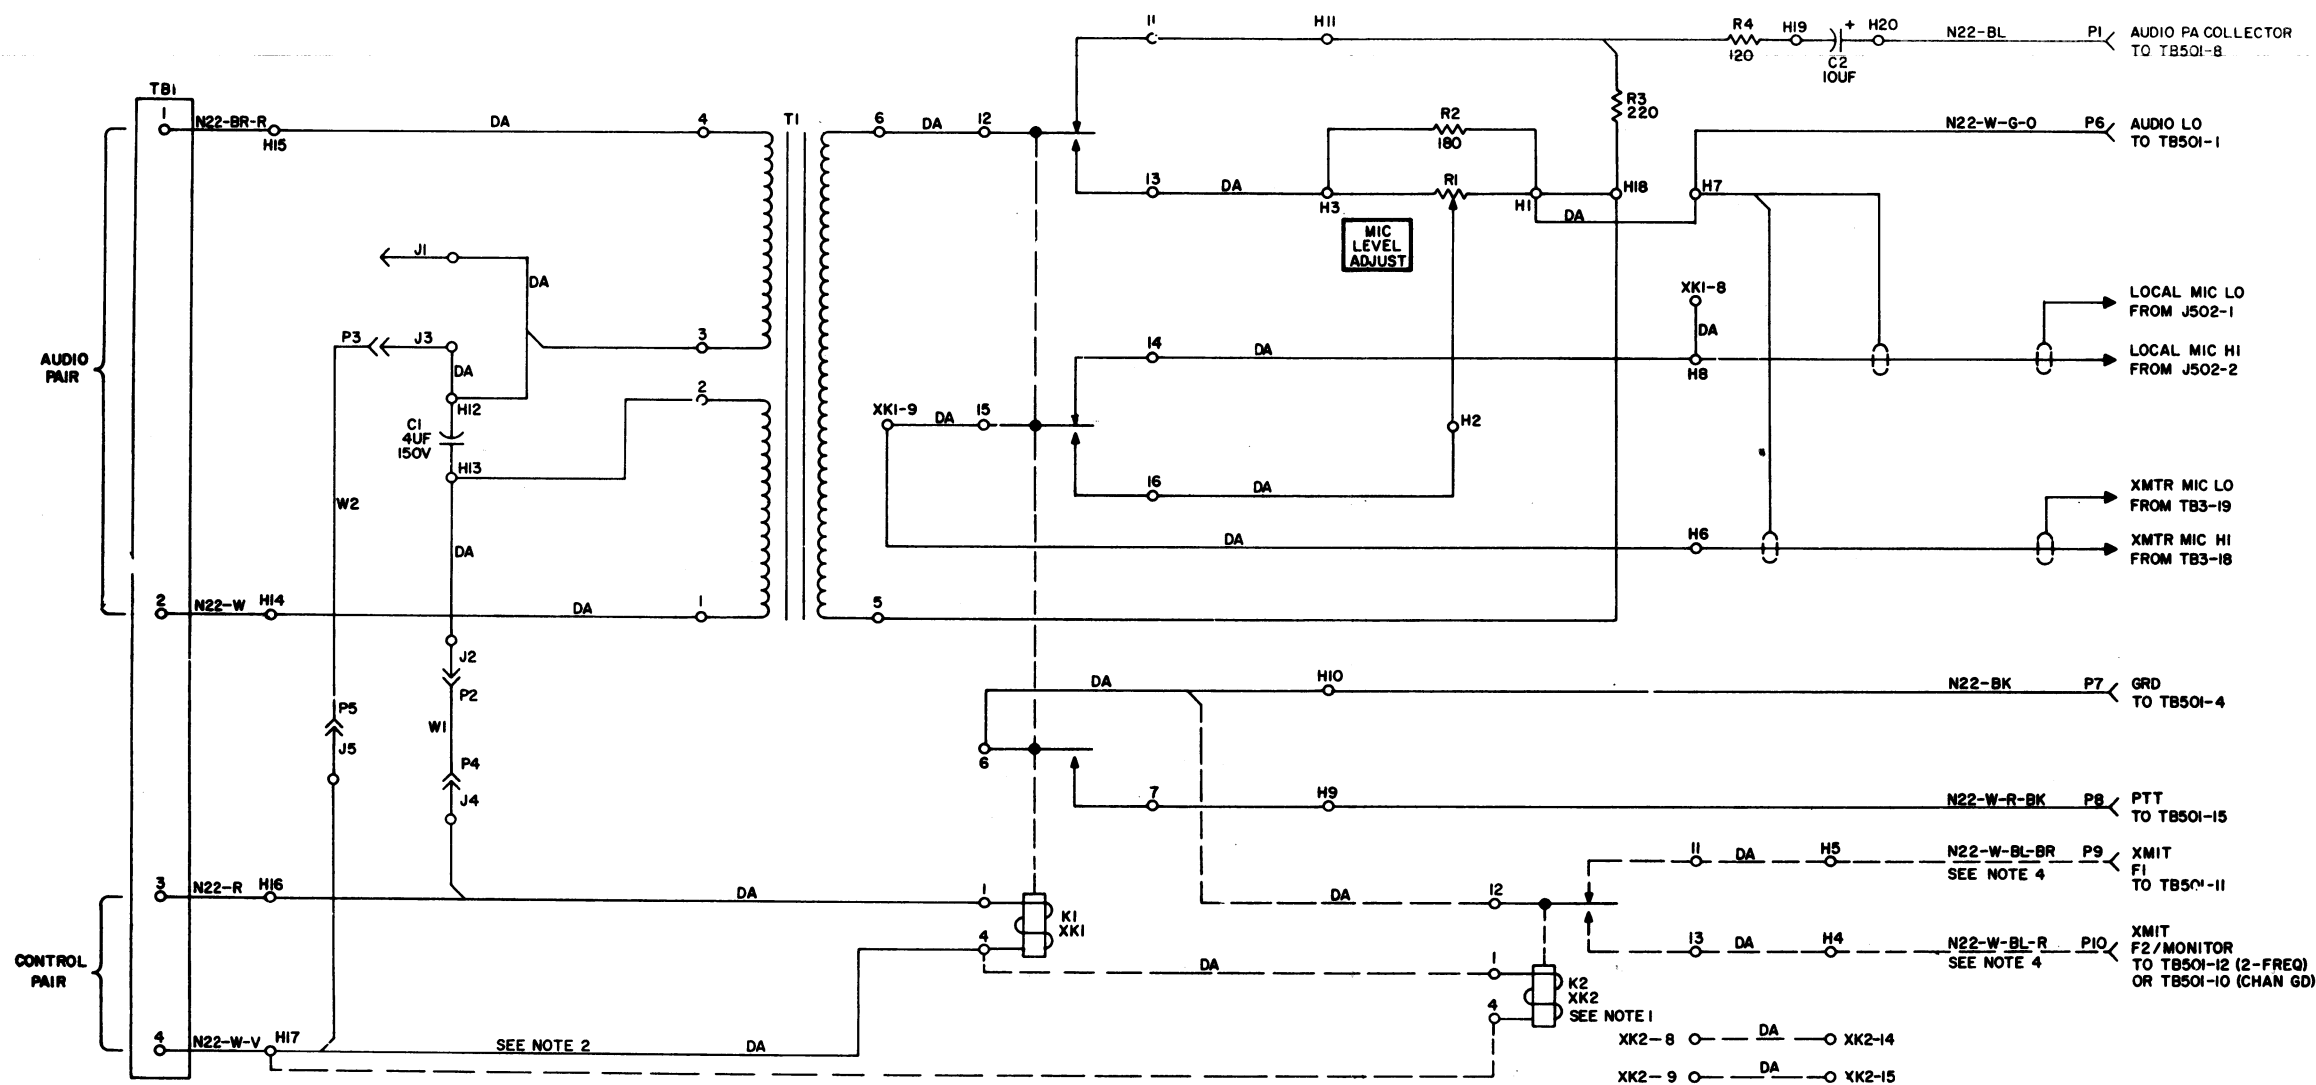 11
H11
R4
120
H19
+
H20
C2
10UF
N22-BL
P1
AUDIO PA COLLECTOR
TO TB501-8
TB1
1
N22-BR-R
H15
DA
4
T1
6
DA
12
R3
220
R2
180
N22-W-G-O
P6
AUDIO LO
TO TB501-1
13
DA
H3
R1
H1
H18
H7
DA
MIC
LEVEL
ADJUST
J1
DA
XK1-8
DA
LOCAL MIC LO
FROM J502-1
P3
J3
3
14
DA
H8
LOCAL MIC HI
FROM J502-2
AUDIO
PAIR
DA
H12
2
C1
4UF
150V
XK1-9
DA
15
H2
H13
W2
16
DA
XMTR MIC LO
FROM TB3-19
DA
DA
H6
XMTR MIC HI
FROM TB3-18
2
N22-W
H14
DA
1
5
J2
P2
W1
P4
J4
P5
J5
DA
H10
N22-BK
P7
GRD
TO TB501-4
6
7
H9
N22-W-R-BK
P8
PTT
TO TB501-15
11
DA
H5
N22-W-BL-BR
SEE NOTE 4
P9
XMIT
F1
TO TB501-11
3
N22-R
H16
DA
1
K1
XK1
4
DA
12
13
DA
H4
N22-W-BL-R
SEE NOTE 4
P10
XMIT
F2/MONITOR
TO TB501-12 (2-FREQ)
OR TB501-10 (CHAN GD)
CONTROL
PAIR
DA
1
K2
XK2
4
SEE NOTE 1
4
N22-W-V
H17
SEE NOTE 2
DA
XK2-8
DA
XK2-14
XK2-9
DA
XK2-15